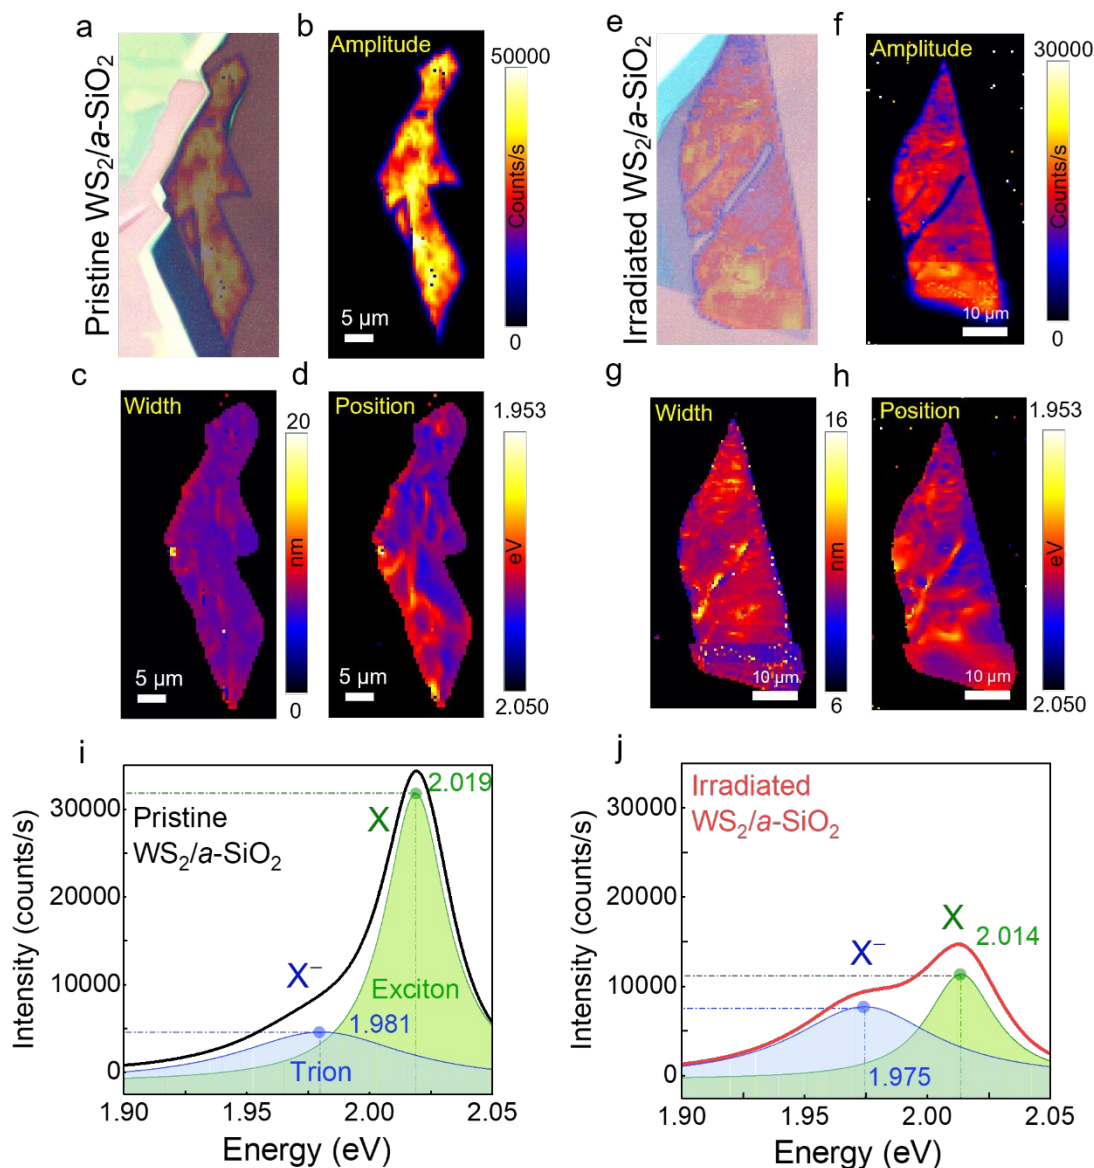 a
Pristine WS₂/a-SiO₂
b
Amplitude
50000
Counts/s
0
5 µm
e
Irradiated WS₂/a-SiO₂
f
Amplitude
30000
Counts/s
0
10 µm
c
Width
20
nm
0
5 µm
d
Position
1.953
eV
2.050
5 µm
g
Width
16
nm
6
10 µm
h
Position
1.953
eV
2.050
10 µm
i
Pristine
WS₂/a-SiO₂
2.019
X
X⁻
Exciton
1.981
Trion
30000
20000
10000
0
Intensity (counts/s)
1.90 1.95 2.00 2.05
Energy (eV)
j
Irradiated
WS₂/a-SiO₂
X
2.014
X⁻
1.975
30000
20000
10000
0
Intensity (counts/s)
1.90 1.95 2.00 2.05
Energy (eV)